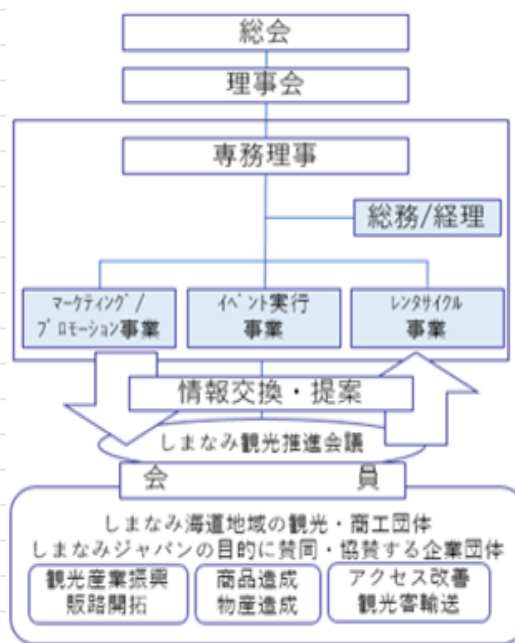 総会
理事会
専務理事
総務/経理
ﾏｰｹﾃｨﾝｸﾞ/
ﾌﾟﾛﾓｰｼｮﾝ事業
ｲﾍﾞﾝﾄ実行
事業
ﾚﾝﾀｻｲｸﾙ
事業
情報交換・提案
しまなみ観光推進会議
会 員
しまなみ海道地域の観光・商工団体
しまなみジャパンの目的に賛同・協賛する企業団体
観光産業振興
販路開拓
商品造成
物産造成
アクセス改善
観光客輸送